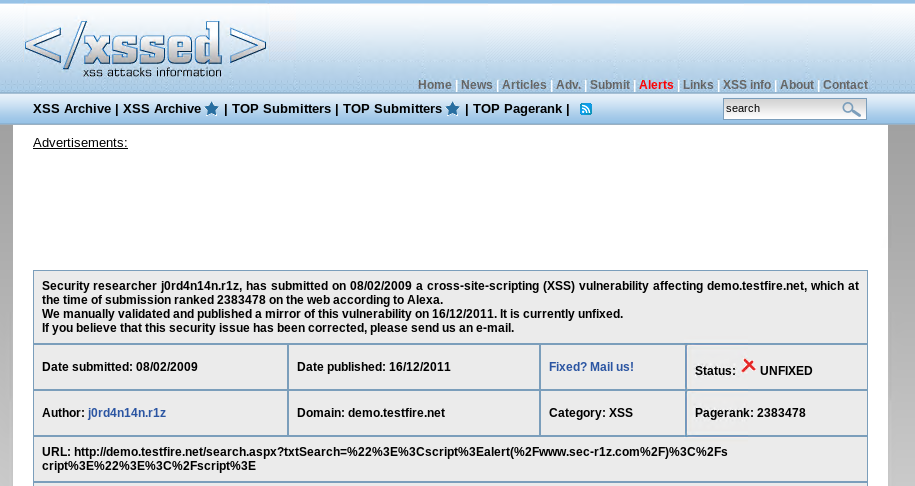 </xssed>
xss attacks information
Home | News | Articles | Adv. | Submit | Alerts | Links | XSS info | About | Contact
XSS Archive | XSS Archive | TOP Submitters | TOP Submitters | TOP Pagerank |
search
Advertisements:
Security researcher j0rd4n14n.r1z, has submitted on 08/02/2009 a cross-site-scripting (XSS) vulnerability affecting demo.testfire.net, which at
the time of submission ranked 2383478 on the web according to Alexa.
We manually validated and published a mirror of this vulnerability on 16/12/2011. It is currently unfixed.
If you believe that this security issue has been corrected, please send us an e-mail.
Date submitted: 08/02/2009
Date published: 16/12/2011
Fixed? Mail us!
Status: UNFIXED
Author: j0rd4n14n.r1z
Domain: demo.testfire.net
Category: XSS
Pagerank: 2383478
URL: http://demo.testfire.net/search.aspx?txtSearch=%22%3E%3Cscript%3Ealert(%2Fwww.sec-r1z.com%2F)%3C%2Fs
cript%3E%22%3E%3C%2Fscript%3E